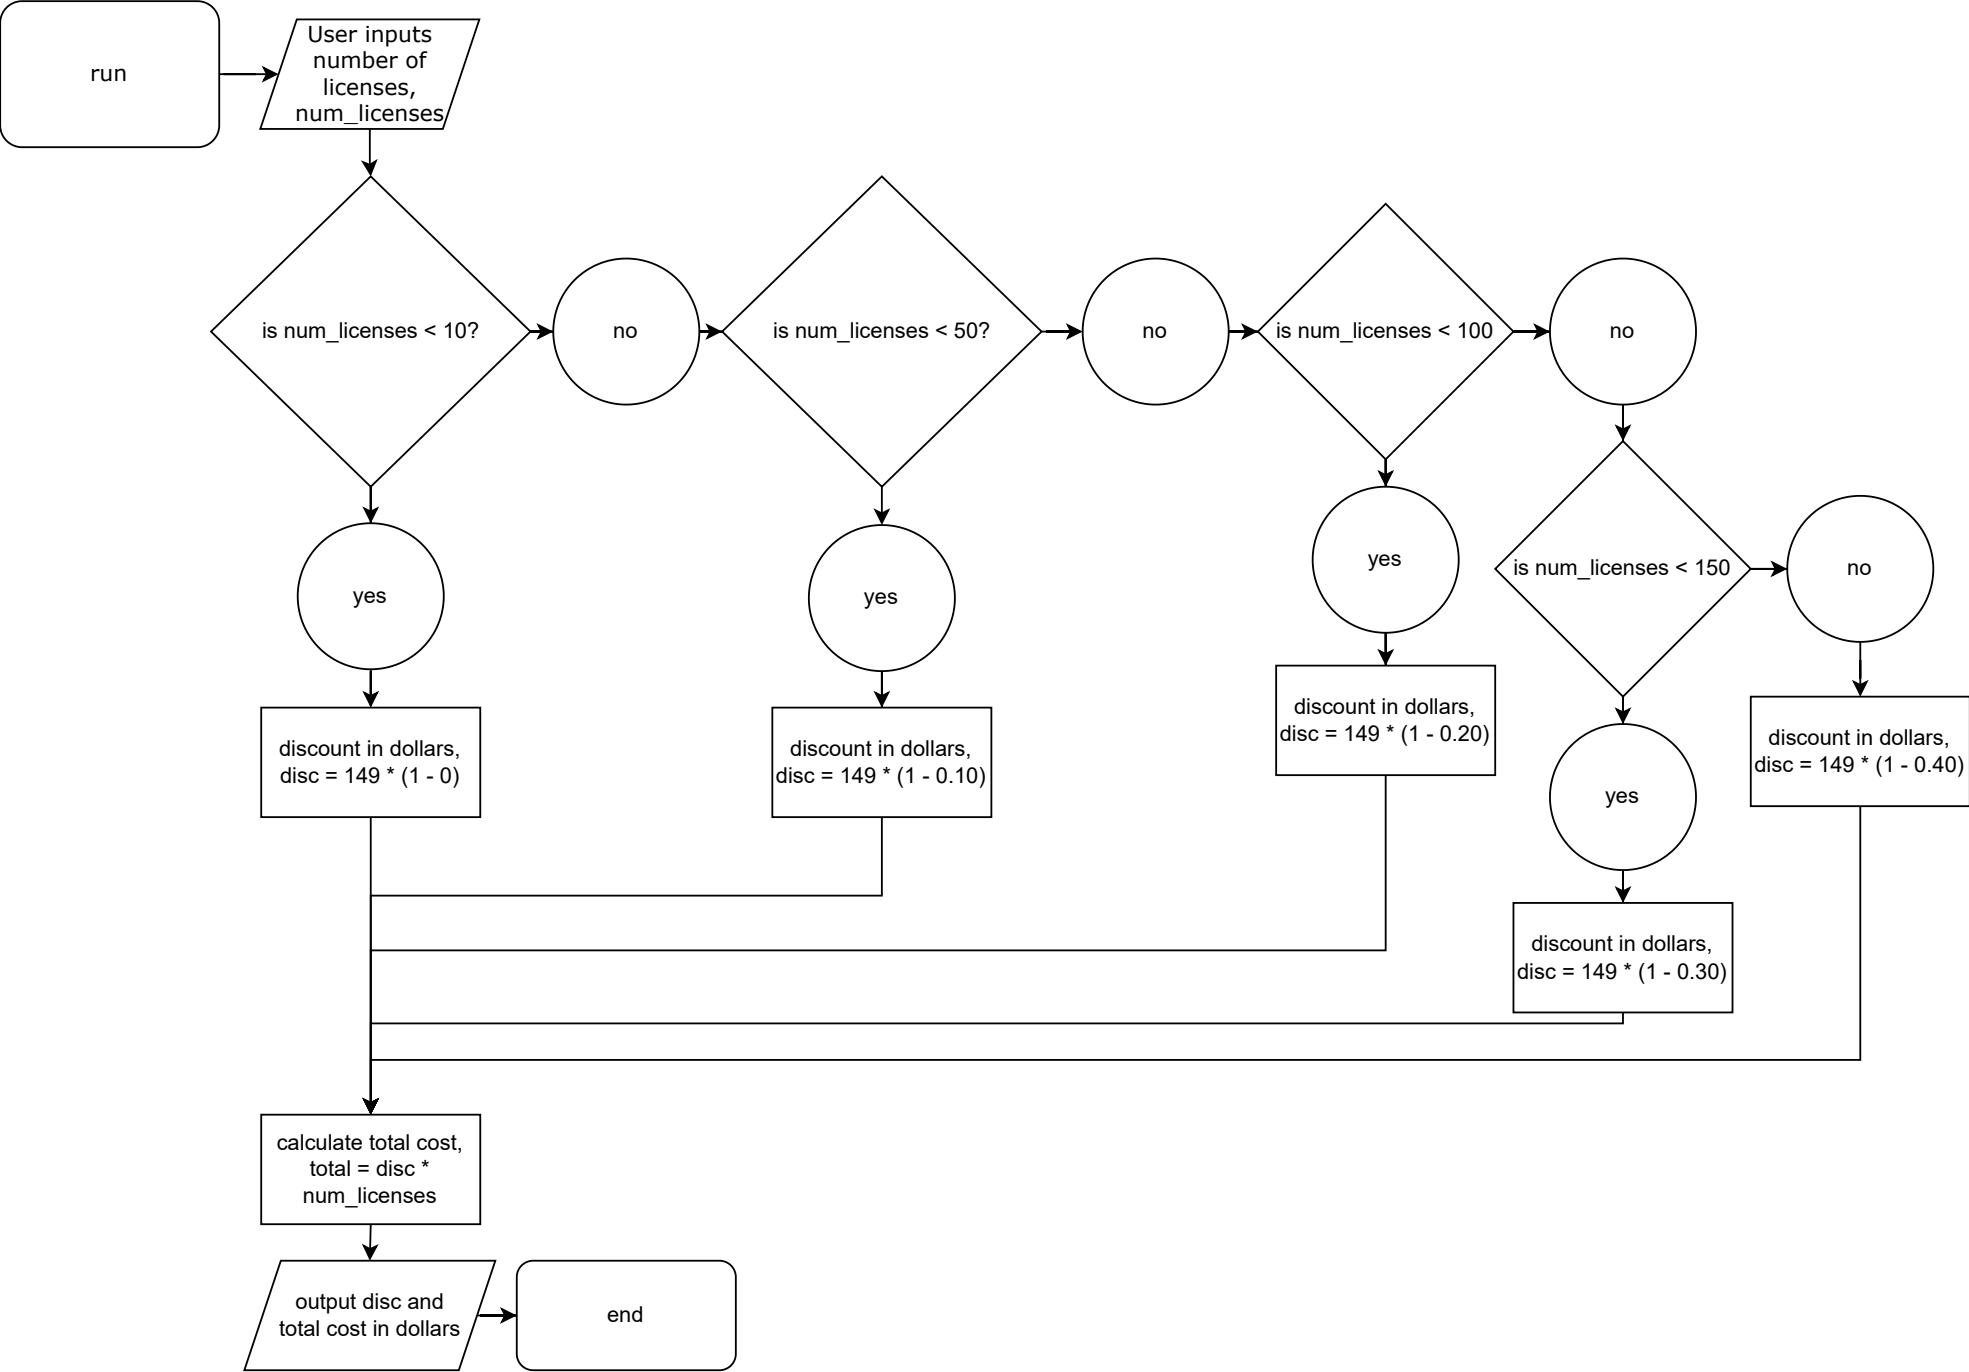 run
User inputs
number of
licenses,
num_licenses
is num_licenses < 10?
no
is num_licenses < 50?
no
is num_licenses < 100
no
yes
yes
yes
is num_licenses < 150
no
discount in dollars,
disc = 149 * (1 - 0)
discount in dollars,
disc = 149 * (1 - 0.10)
discount in dollars,
disc = 149 * (1 - 0.20)
yes
discount in dollars,
disc = 149 * (1 - 0.40)
discount in dollars,
disc = 149 * (1 - 0.30)
calculate total cost,
total = disc *
num_licenses
output disc and
total cost in dollars
end